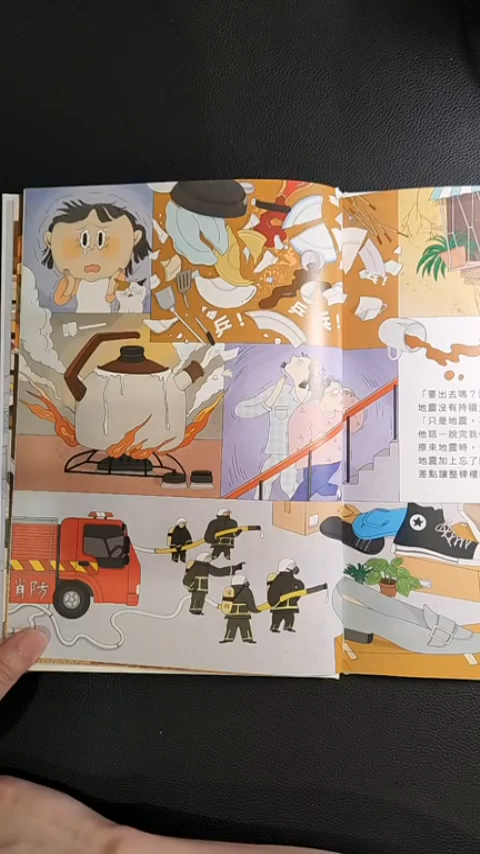 兵！
兵！
「要出去嗎？
地震沒有持續
「只是地震，
他話一說完我
原來地震時，
地震加上忘了
差點讓整棟樓
消防